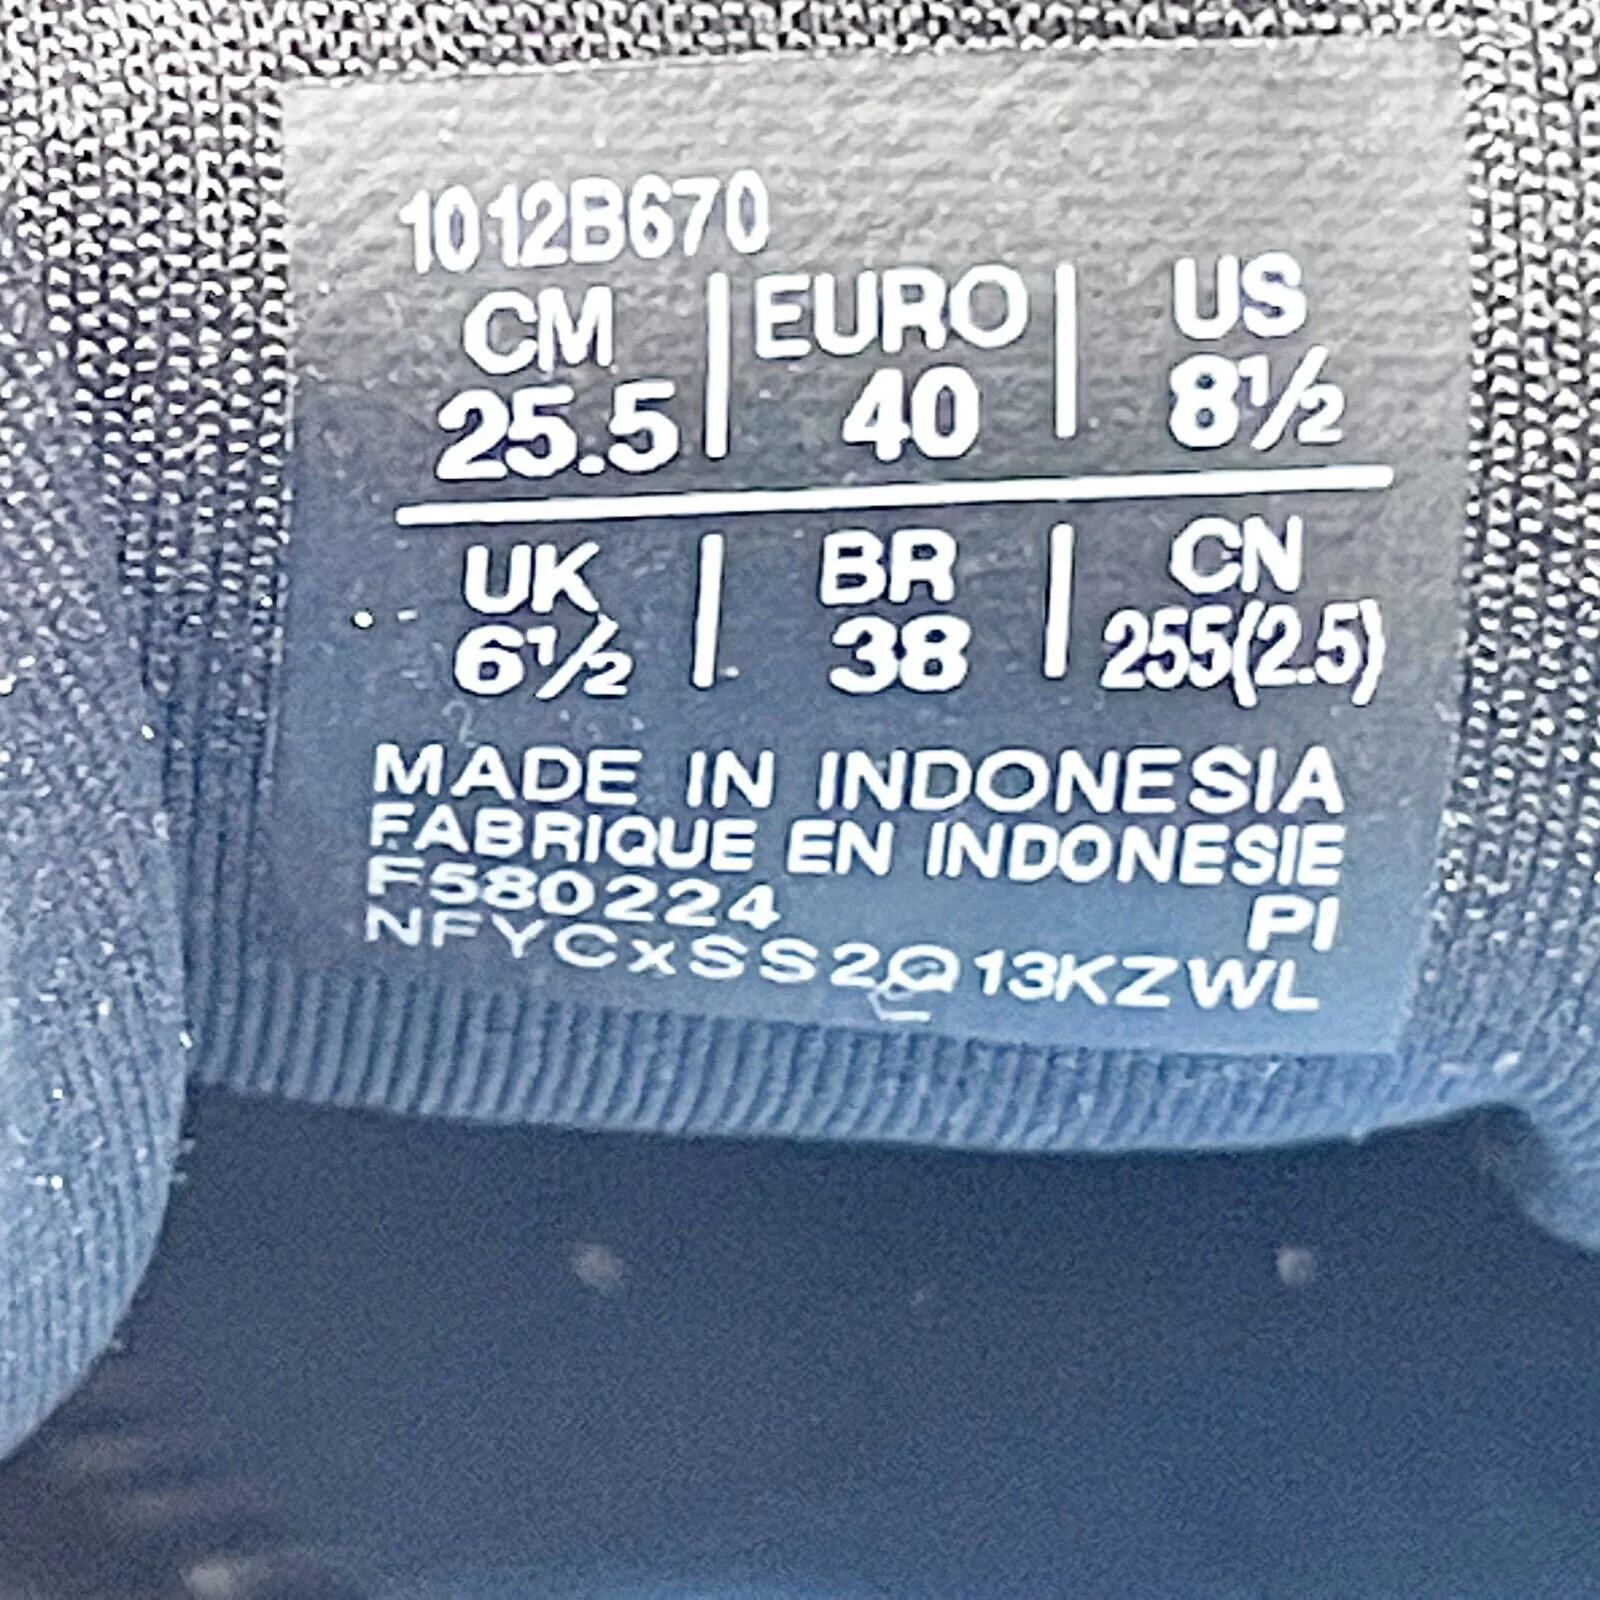 1012B670
CM | EURO | US
25.5 | 40 | 8½
UK | BR | CN
6½ | 38 | 255(2.5)
MADE IN INDONESIA
FABRIQUE EN INDONESIE
F580224 PI
NFYCxSS2Q13KZWL